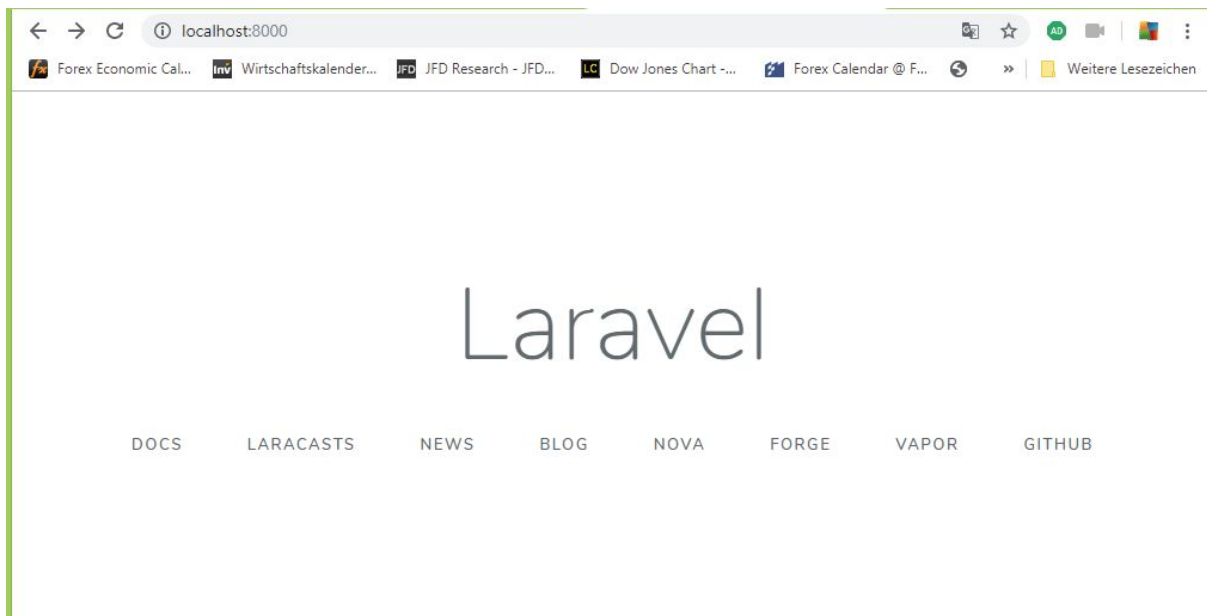 localhost:8000
Forex Economic Cal... Wirtschaftskalender... JFD Research - JFD... Dow Jones Chart -... Forex Calendar @ F... » Weitere Lesezeichen
Laravel
DOCS LARACASTS NEWS BLOG NOVA FORGE VAPOR GITHUB